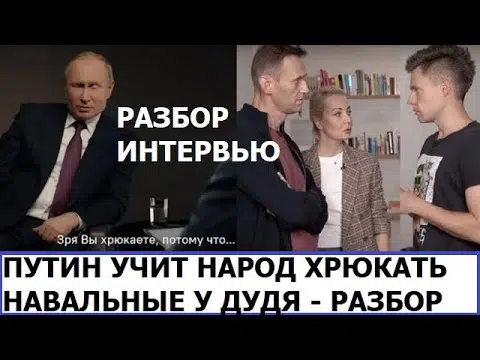 РАЗБОР
ИНТЕРВЬЮ
Зря Вы хрюкаете, потому что...
ПУТИН УЧИТ НАРОД ХРЮКАТЬ
НАВАЛЬНЫЕ У ДУДЯ - РАЗБОР